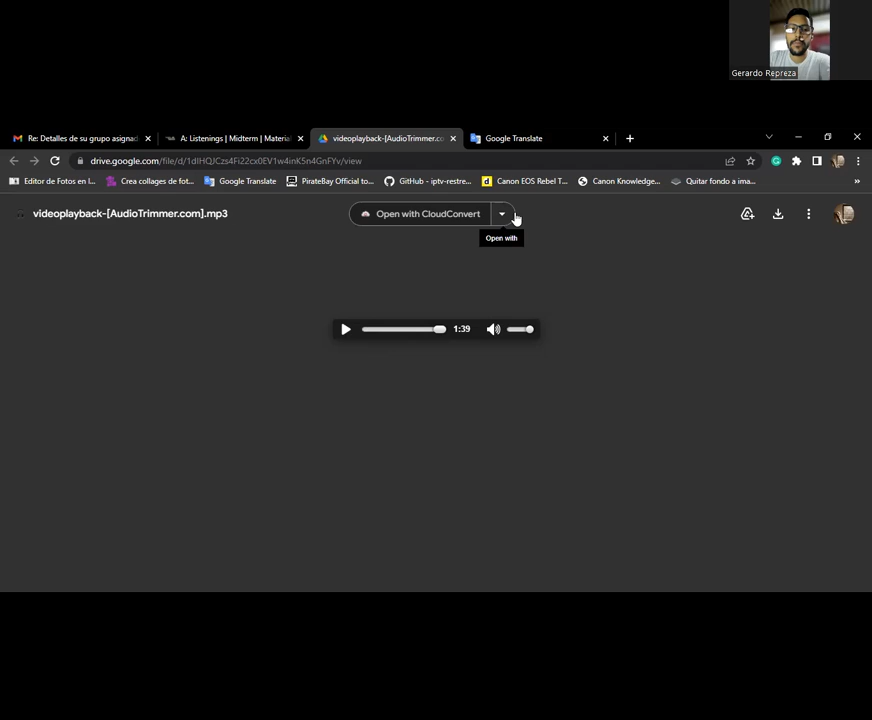 Gerardo Repreza
Re: Detalles de su grupo asignad
A: Listenings | Midterm | Material
videoplayback-[AudioTrimmer.co
Google Translate
drive.google.com/file/d/1dIHQJCzs4Fi22cx0EV1w4inK5n4GnFYv/view
Editor de Fotos en l...
Crea collages de fot...
Google Translate
PirateBay Official to...
GitHub - iptv-restre...
Canon EOS Rebel T...
Canon Knowledge...
Quitar fondo a ima...
videoplayback-[AudioTrimmer.com].mp3
Open with CloudConvert
Open with
1:39